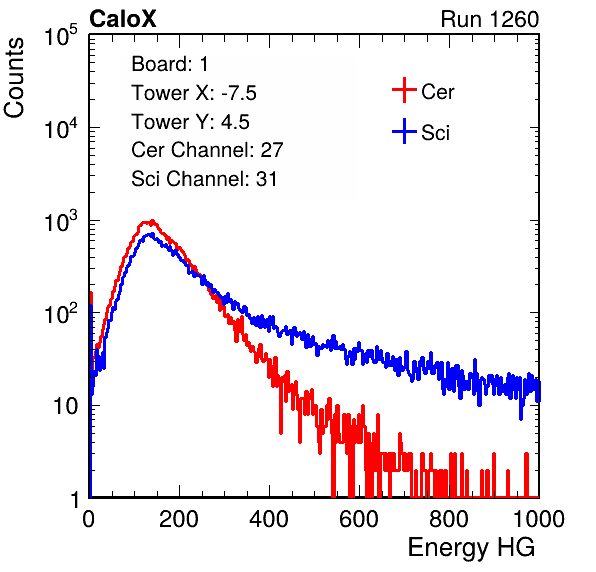 CaloX Run 1260
Counts
10^5
10^4
10^3
10^2
10
1
Board: 1
Tower X: -7.5
Tower Y: 4.5
Cer Channel: 27
Sci Channel: 31
Cer
Sci
0 200 400 600 800 1000
Energy HG